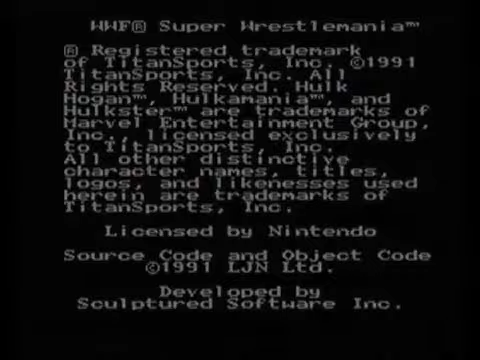 WWF® Super Wrestlemania™
® Registered trademark
of TitanSports, Inc. ©1991
TitanSports, Inc. All
Rights Reserved. Hulk
Hogan™, Hulkamania™, and
Hulkster™ are trademarks of
Marvel Entertainment Group,
Inc., licensed exclusively
to TitanSports, Inc.
All other distinctive
character names, titles,
logos, and likenesses used
herein are trademarks of
TitanSports, Inc.
Licensed by Nintendo
Source Code and Object Code
©1991 LJN Ltd.
Developed by
Sculptured Software Inc.